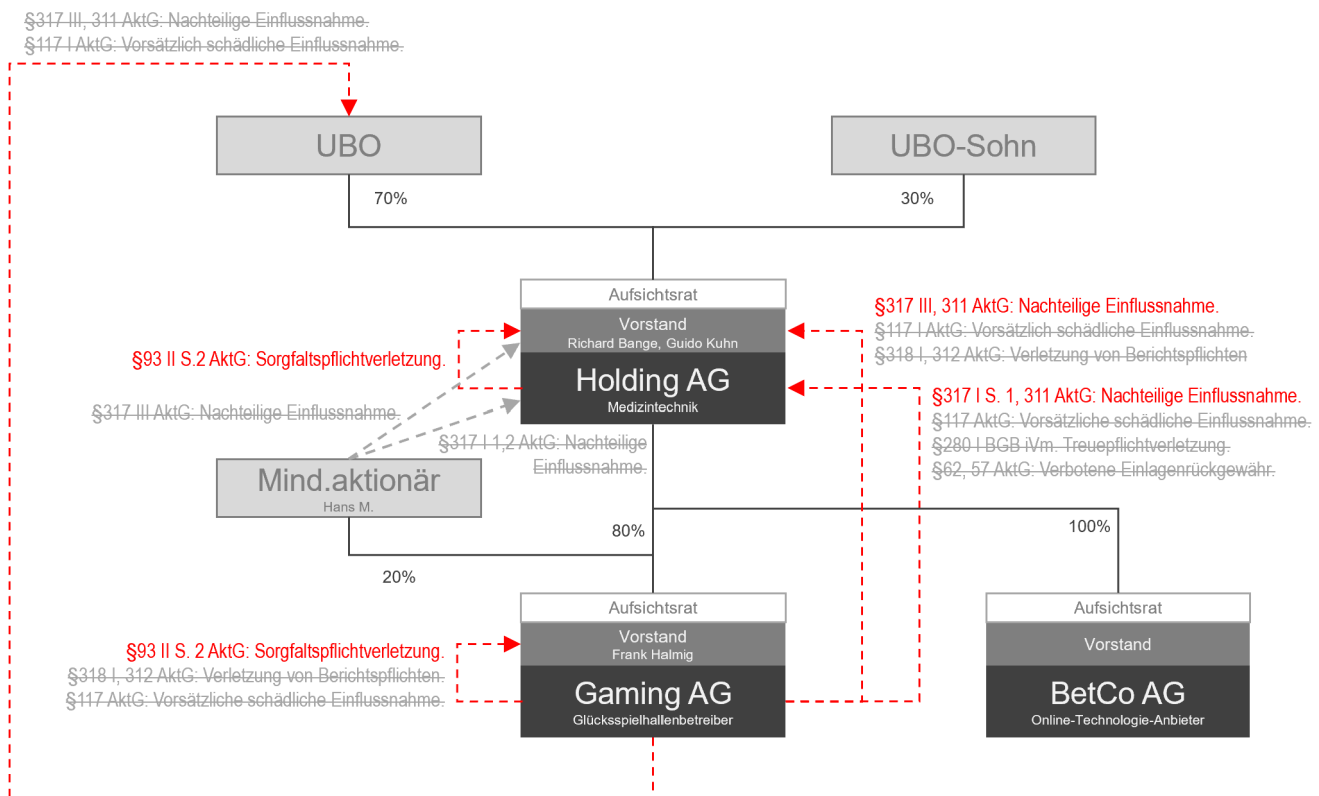 §317 III, 311 AktG: Nachteilige Einflussnahme.
§117 I AktG: Vorsätzlich schädliche Einflussnahme.
UBO
UBO-Sohn
70%
30%
Aufsichtsrat
Vorstand
Richard Bange, Guido Kuhn
Holding AG
Medizintechnik
§93 II S.2 AktG: Sorgfaltspflichtverletzung.
§317 III AktG: Nachteilige Einflussnahme.
§317 I 1,2 AktG: Nachteilige
Einflussnahme.
§317 III, 311 AktG: Nachteilige Einflussnahme.
§117 I AktG: Vorsätzlich schädliche Einflussnahme.
§318 I, 312 AktG: Verletzung von Berichtspflichten
§317 I S. 1, 311 AktG: Nachteilige Einflussnahme.
§117 AktG: Vorsätzliche schädliche Einflussnahme.
§280 I BGB iVm. Treuepflichtverletzung.
§62, 57 AktG: Verbotene Einlagenrückgewähr.
Mind.aktionär
Hans M.
20%
80%
100%
§93 II S. 2 AktG: Sorgfaltspflichtverletzung.
§318 I, 312 AktG: Verletzung von Berichtspflichten.
§117 AktG: Vorsätzliche schädliche Einflussnahme.
Aufsichtsrat
Vorstand
Frank Halmig
Gaming AG
Glücksspielhallenbetreiber
Aufsichtsrat
Vorstand
BetCo AG
Online-Technologie-Anbieter